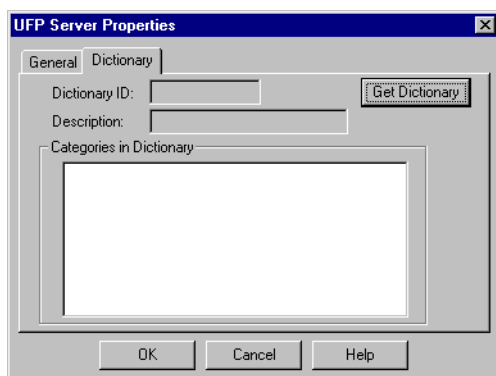 UFP Server Properties
General Dictionary
Dictionary ID: Get Dictionary
Description:
Categories in Dictionary
OK Cancel Help